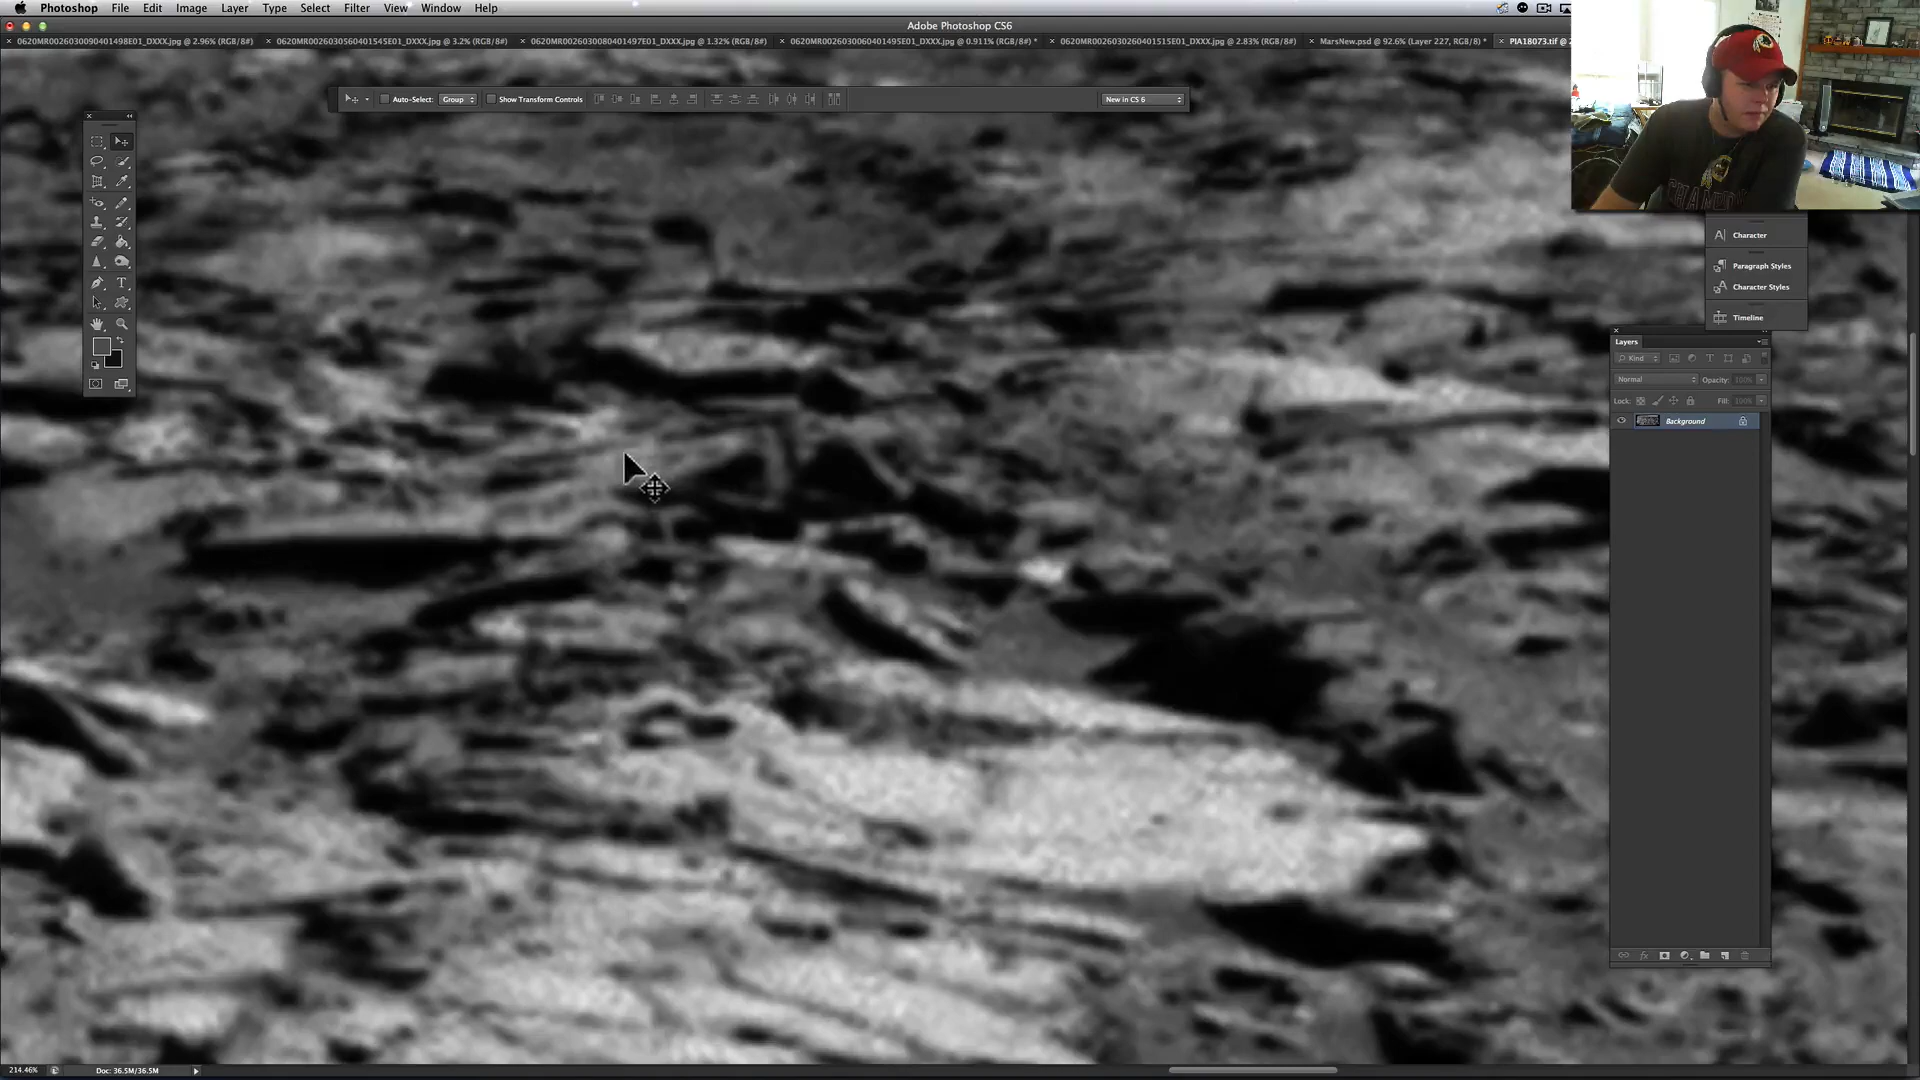 Photoshop File Edit Image Layer Type Select Filter View Window Help
Adobe Photoshop CS6
0620MR0026030090401498E01_DXXX.jpg @ 2.96% (RGB/8#)
0620MR0026030560401545E01_DXXX.jpg @ 3.2% (RGB/8#)
0620MR0026030080401497E01_DXXX.jpg @ 1.32% (RGB/8#)
0620MR0026030060401495E01_DXXX.jpg @ 0.911% (RGB/8#) *
0620MR0026030260401515E01_DXXX.jpg @ 2.83% (RGB/8#)
MarsNew.psd @ 92.6% (Layer 227, RGB/8) *
PIA18073.tif @ 2
Auto-Select: Group Show Transform Controls New in CS 6
Character
Paragraph Styles
Character Styles
Timeline
Layers
Kind
Normal Opacity: 100%
Lock: Fill: 100%
Background
214.46% Doc: 36.5M/36.5M